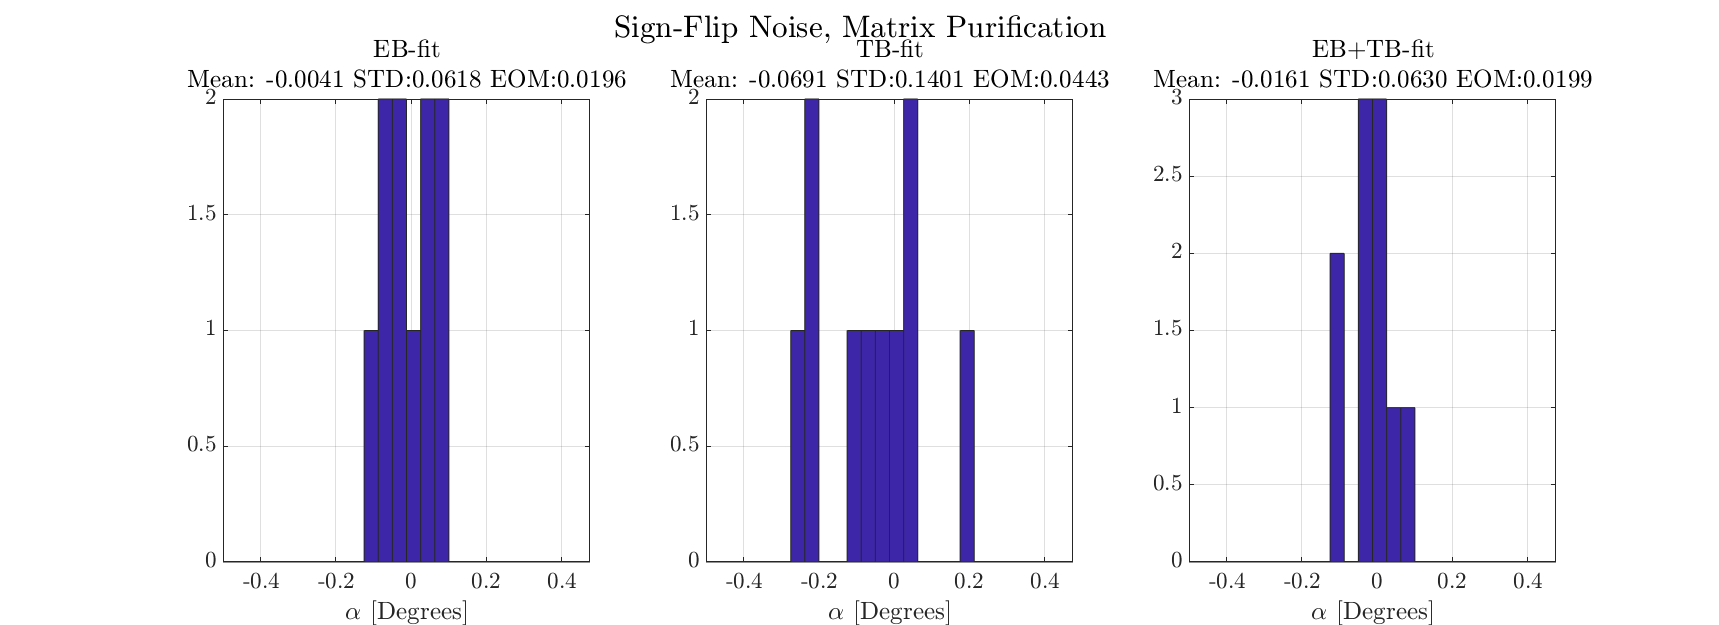 Sign-Flip Noise, Matrix Purification
EB-fit
Mean: -0.0041 STD:0.0618 EOM:0.0196
2
1.5
1
0.5
0
-0.4 -0.2 0 0.2 0.4
α [Degrees]
TB-fit
Mean: -0.0691 STD:0.1401 EOM:0.0443
2
1.5
1
0.5
0
-0.4 -0.2 0 0.2 0.4
α [Degrees]
EB+TB-fit
Mean: -0.0161 STD:0.0630 EOM:0.0199
3
2.5
2
1.5
1
0.5
0
-0.4 -0.2 0 0.2 0.4
α [Degrees]